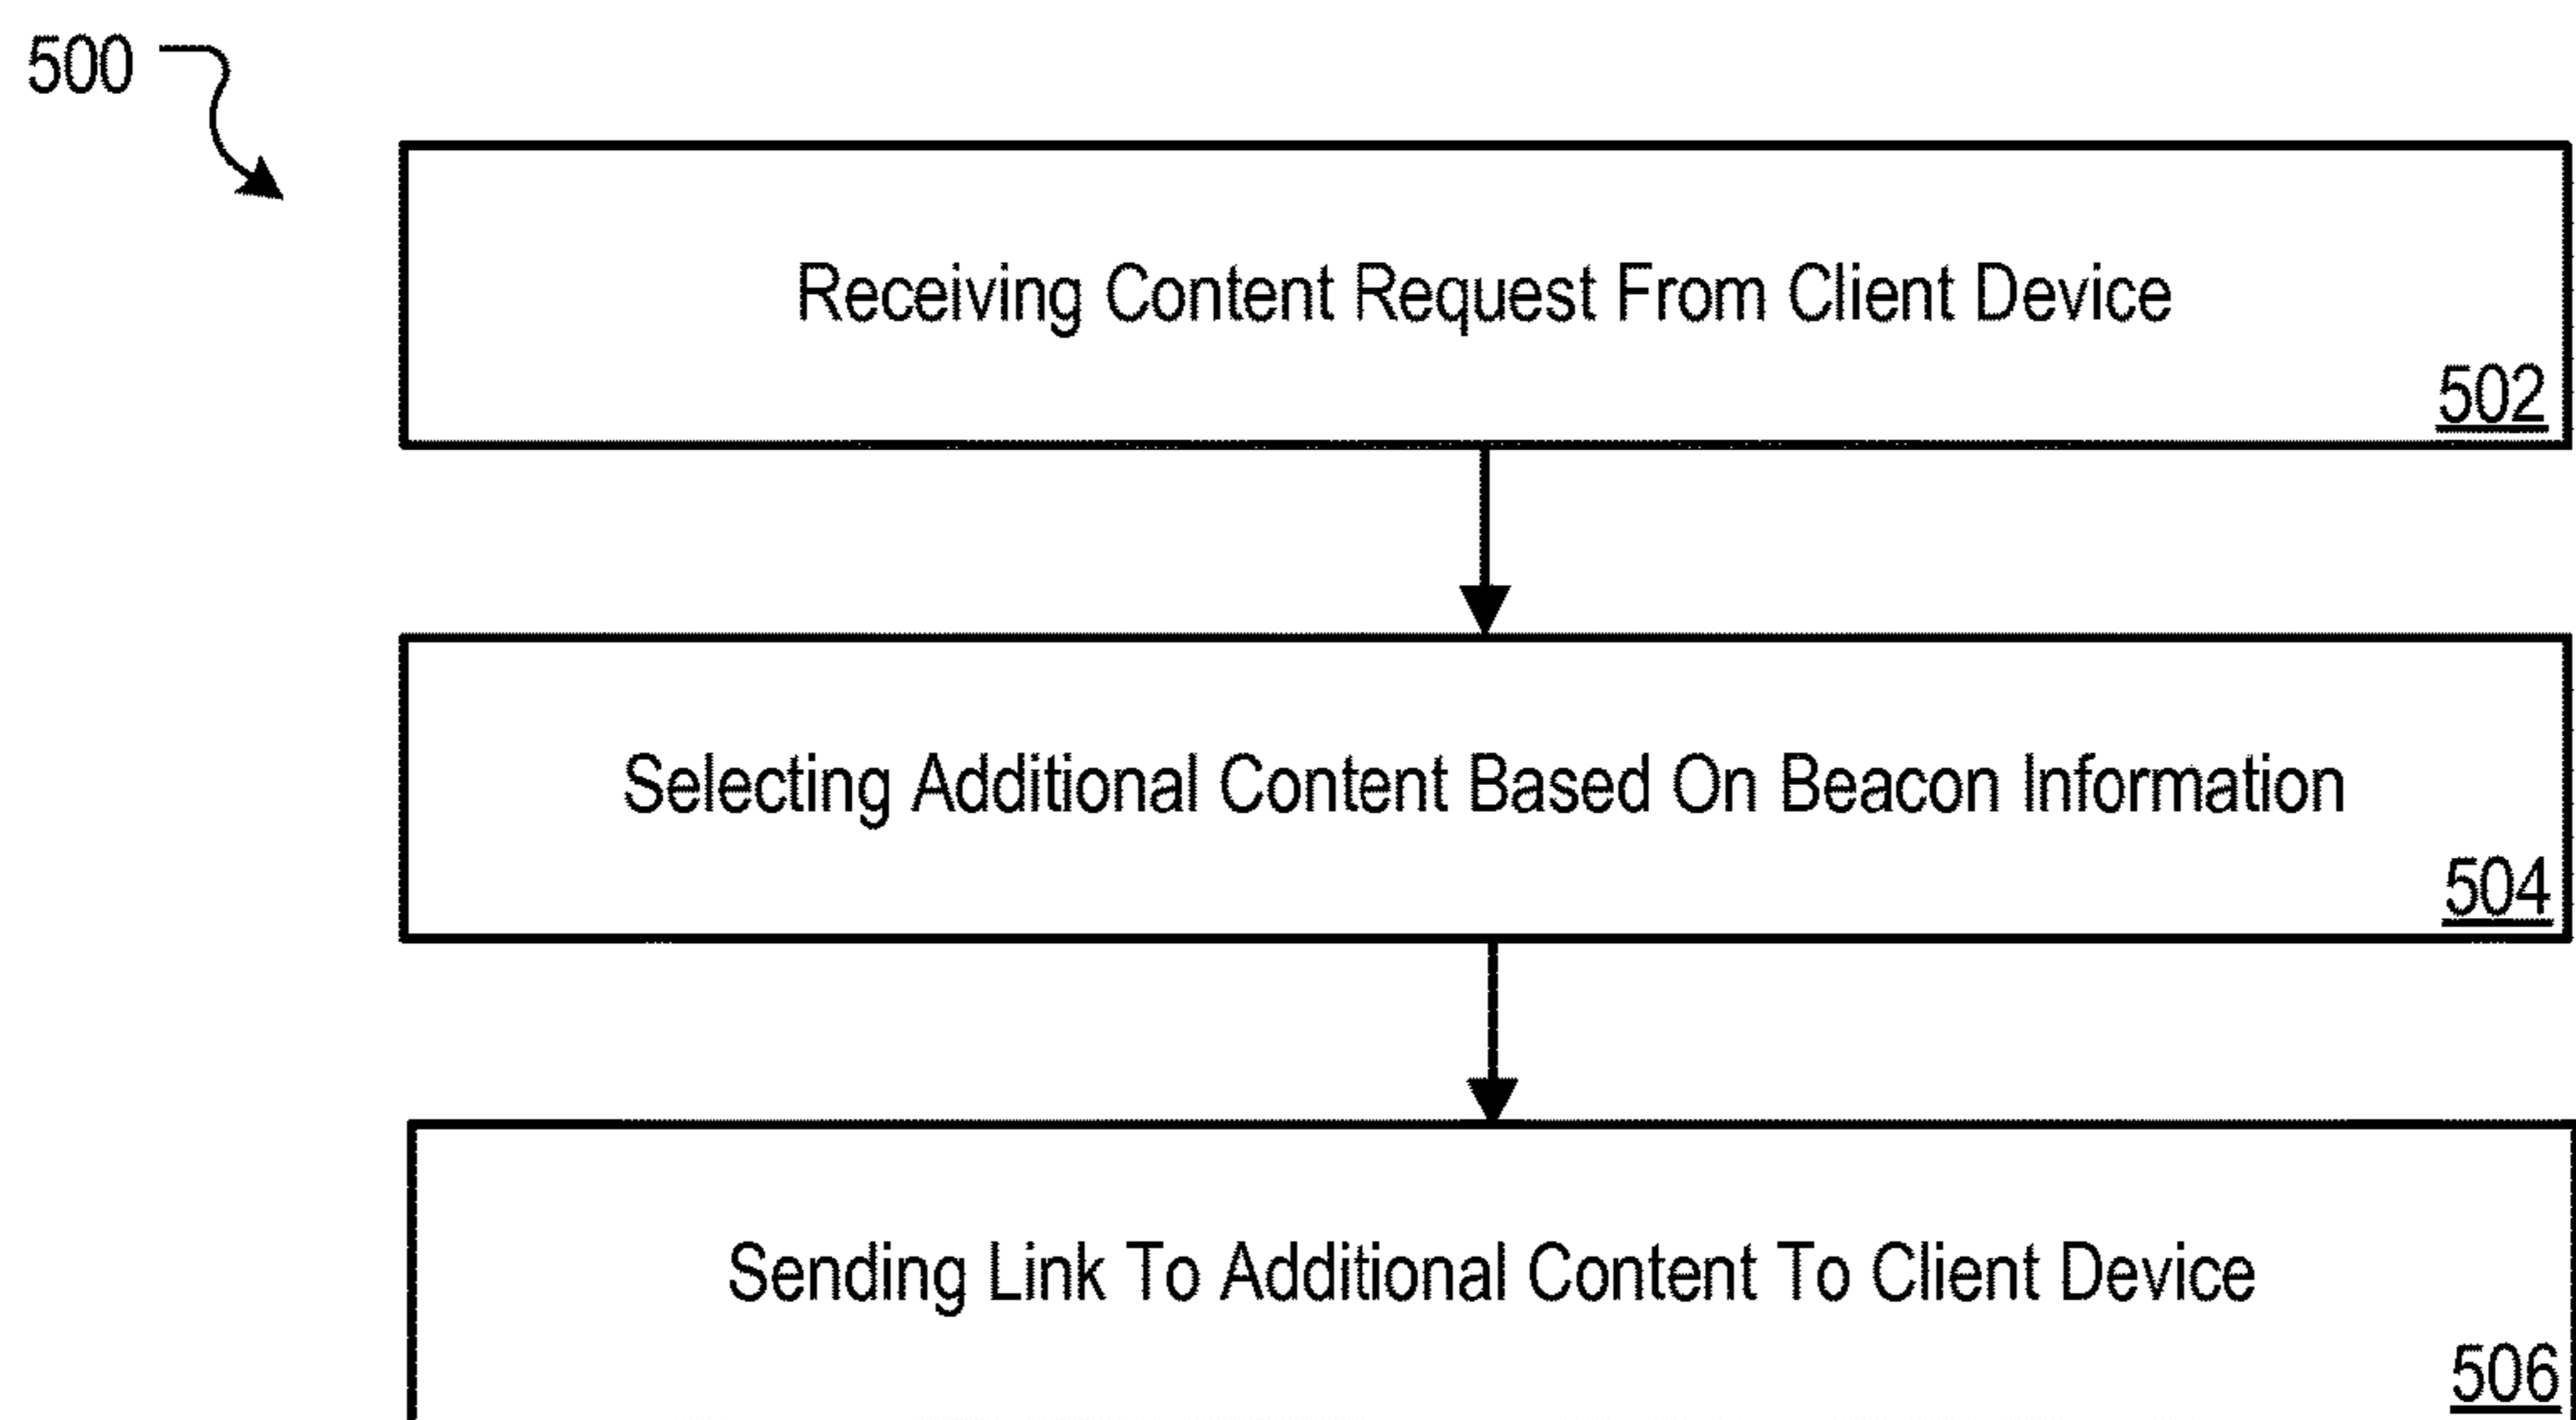 500
Receiving Content Request From Client Device
502
Selecting Additional Content Based On Beacon Information
504
Sending Link To Additional Content To Client Device
506